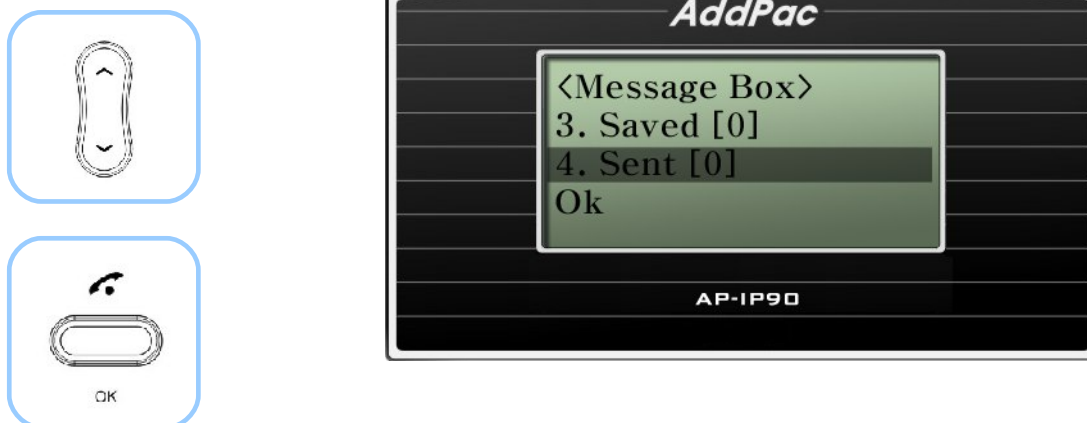 AddPac
<Message Box>
3. Saved [0]
4. Sent [0]
Ok
AP-IP90
OK